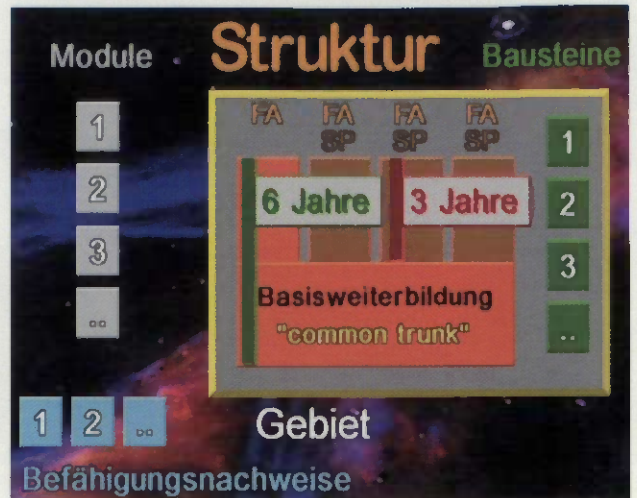 Module Struktur Bausteine
FA FA FA FA
SP SP SP
1 1
2 6 Jahre 3 Jahre 2
3 3
Basisweiterbildung
.. "common trunk" ..
1 2 .. Gebiet
Befähigungsnachweise